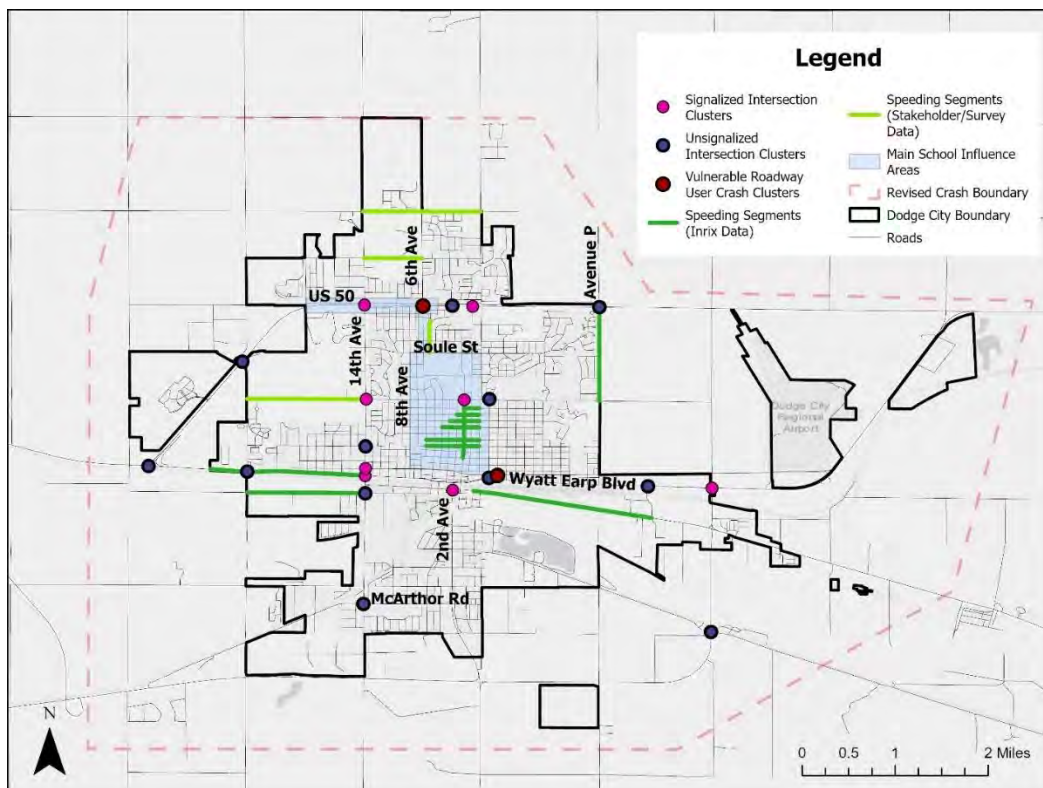 Legend
Signalized Intersection
Clusters
Unsignalized
Intersection Clusters
Vulnerable Roadway
User Crash Clusters
Speeding Segments
(Inrix Data)
Speeding Segments
(Stakeholder/Survey
Data)
Main School Influence
Areas
Revised Crash Boundary
Dodge City Boundary
Roads
6th Ave
Avenue P
US 50
14th Ave
Soule St
8th Ave
Dodge City
Regional
Airport
Wyatt Earp Blvd
2nd Ave
McArthor Rd
N
0 0.5 1 2 Miles